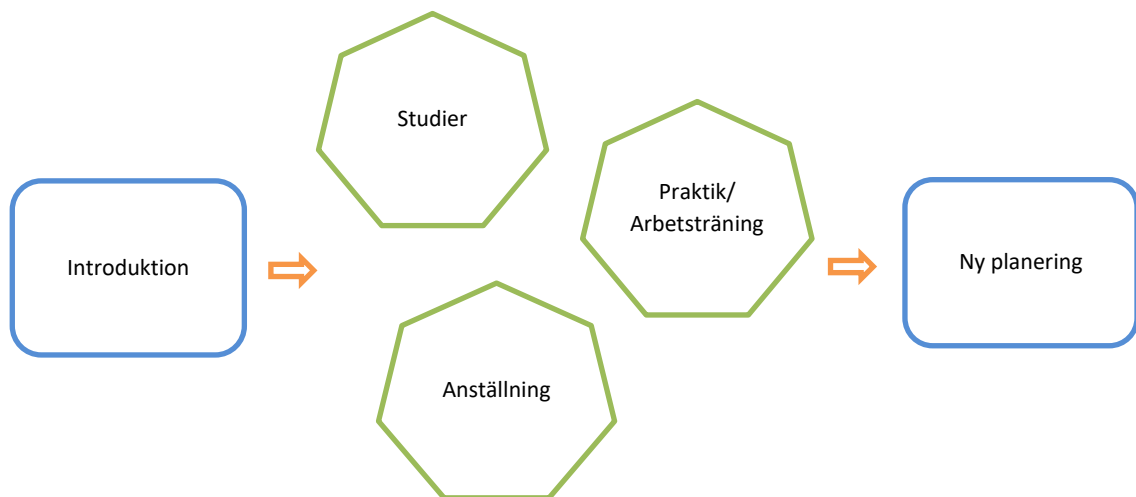 Introduktion
Studier
Praktik/
Arbetsträning
Anställning
Ny planering